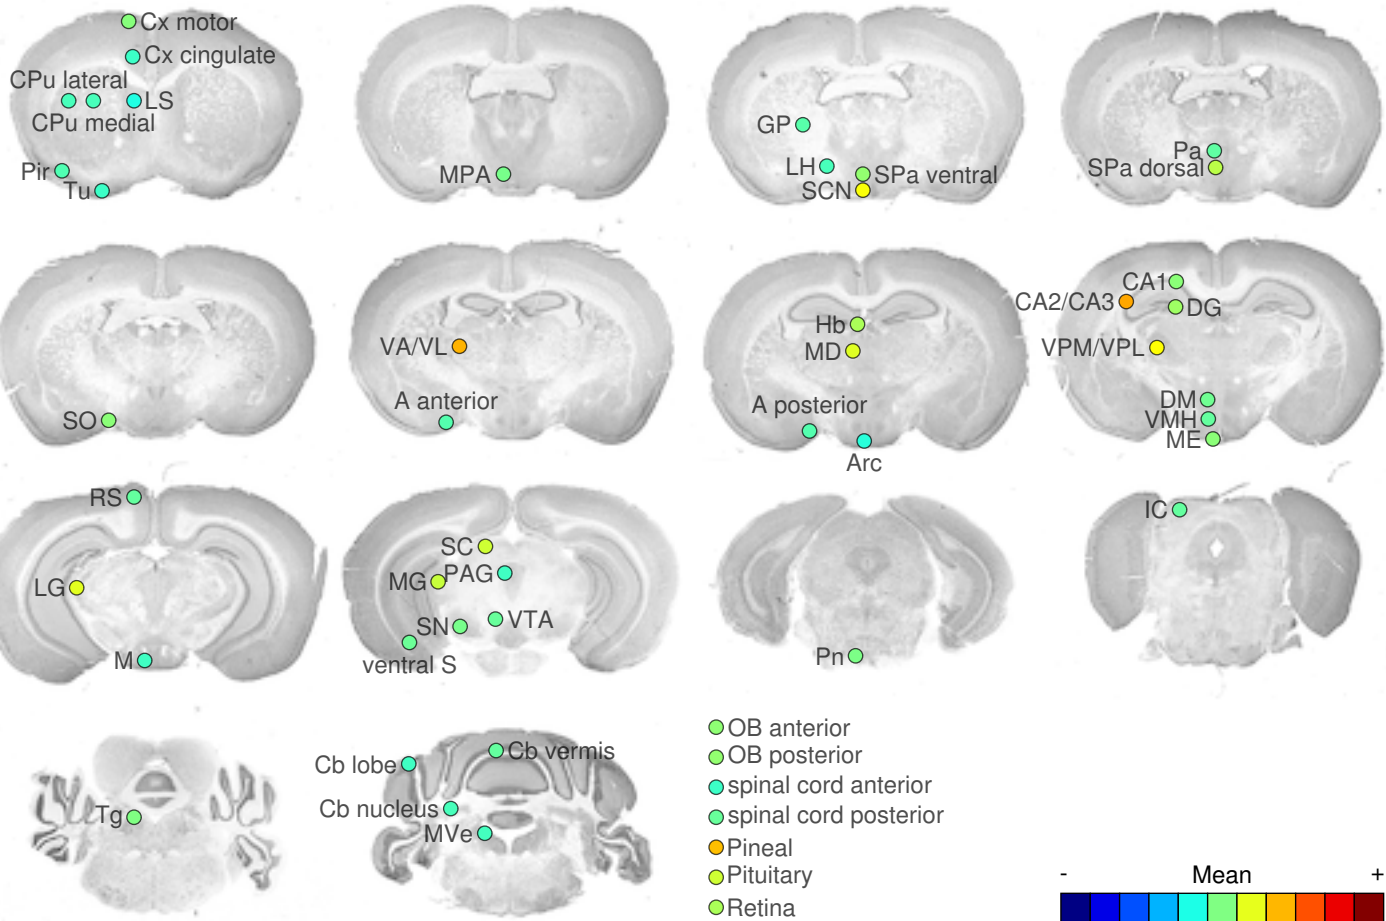 Cx motor
Cx cingulate
CPu lateral
LS
CPu medial
Pir
Tu
MPA
GP
LH
SPa ventral
SCN
Pa
SPa dorsal
SO
VA/VL
A anterior
Hb
MD
A posterior
Arc
CA1
CA2/CA3
DG
VPM/VPL
DM
VMH
ME
RS
LG
M
SC
MG
PAG
SN
VTA
ventral S
Pn
IC
Tg
Cb vermis
Cb lobe
Cb nucleus
MVe
OB anterior
OB posterior
spinal cord anterior
spinal cord posterior
Pineal
Pituitary
Retina
- Mean +